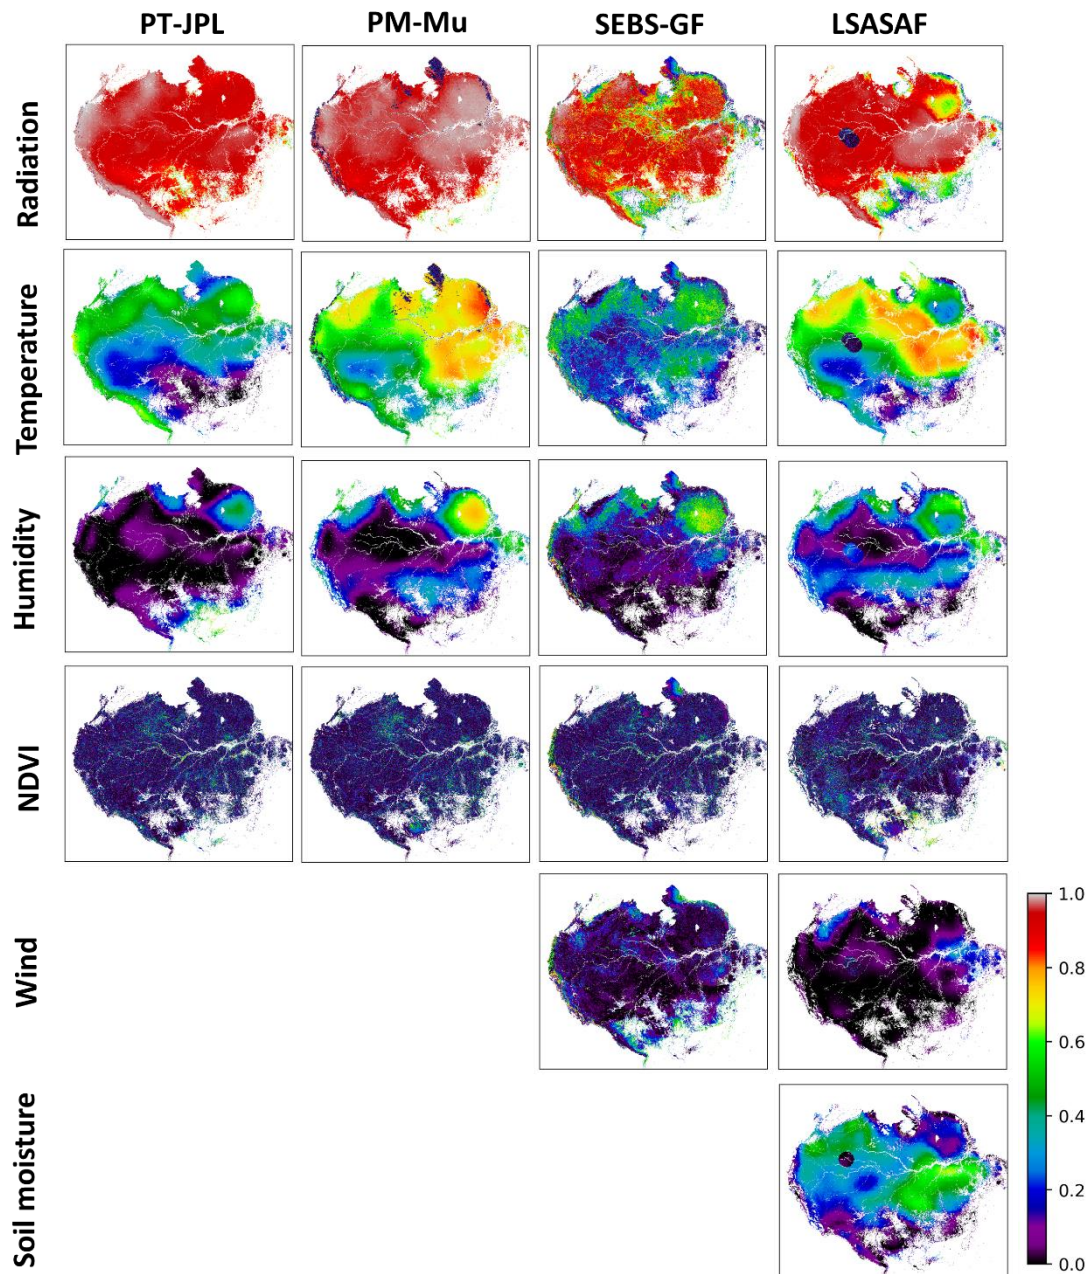 PT-JPL PM-Mu SEBS-GF LSASAF
Radiation
Temperature
Humidity
NDVI
Wind
Soil moisture
1.0
0.8
0.6
0.4
0.2
0.0